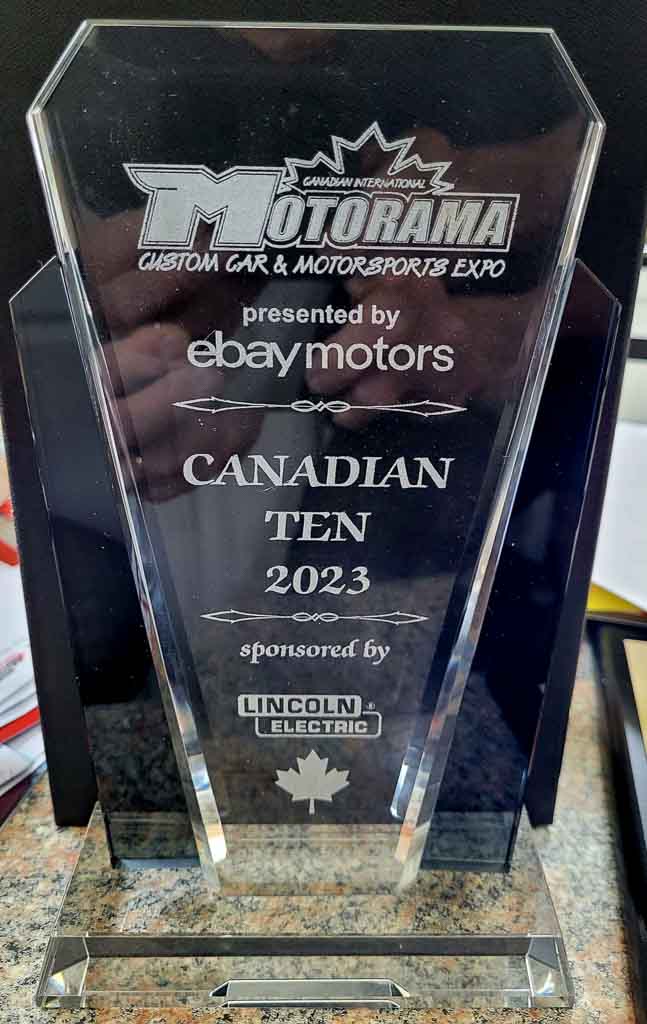 CANADIAN INTERNATIONAL
MOTORAMA
CUSTOM CAR & MOTORSPORTS EXPO
presented by
ebay motors
CANADIAN
TEN
2023
sponsored by
LINCOLN ®
ELECTRIC